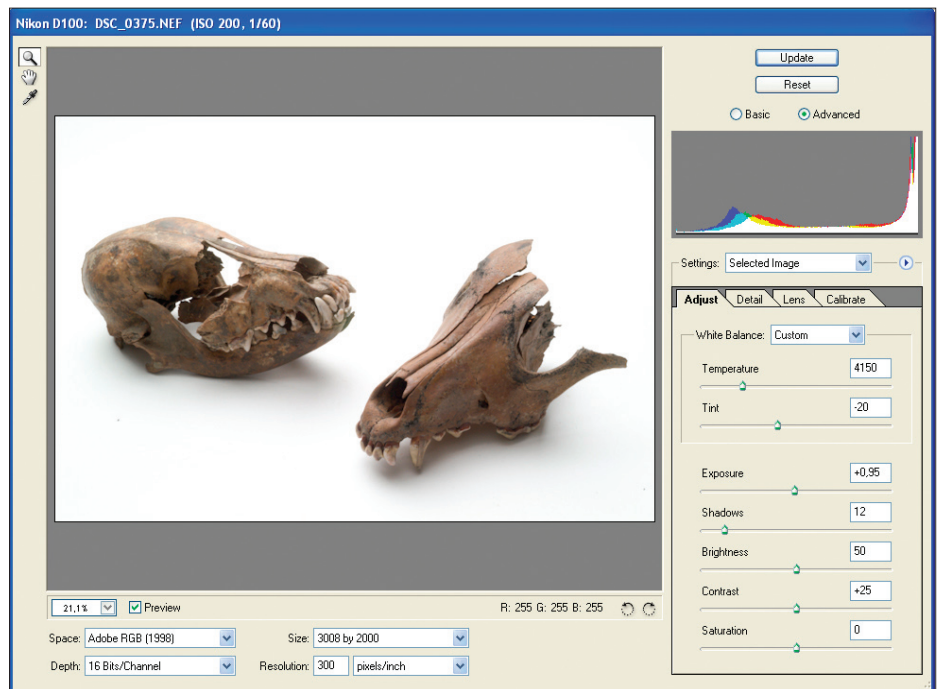 Nikon D100: DSC_0375.NEF (ISO 200, 1/60)
Update
Reset
Basic Advanced
Settings: Selected Image
Adjust Detail Lens Calibrate
White Balance: Custom
Temperature 4150
Tint -20
Exposure +0,95
Shadows 12
Brightness 50
Contrast +25
Saturation 0
21,1% Preview R: 255 G: 255 B: 255
Space: Adobe RGB (1998) Size: 3008 by 2000
Depth: 16 Bits/Channel Resolution: 300 pixels/inch